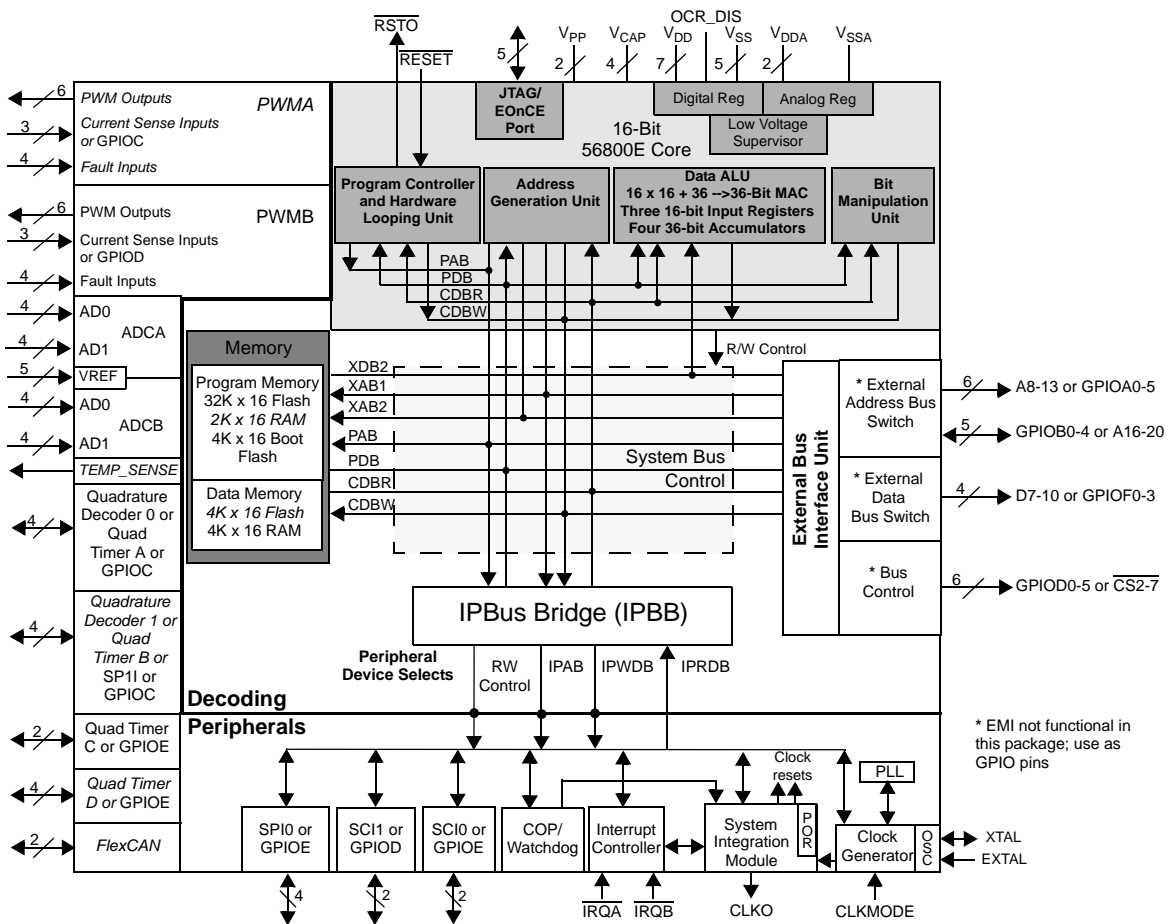 RSTO
RESET
5
VPP
2
VCAP
4
VDD
7
OCR_DIS
VSS
5
VDDA
2
VSSA
JTAG/
EOnCE
Port
Digital Reg
Analog Reg
Low Voltage
Supervisor
16-Bit
56800E Core
Program Controller
and Hardware
Looping Unit
Address
Generation Unit
Data ALU
16 x 16 + 36 -->36-Bit MAC
Three 16-bit Input Registers
Four 36-bit Accumulators
Bit
Manipulation
Unit
PAB
PDB
CDBR
CDBW
6
PWM Outputs
PWMA
3
Current Sense Inputs
or GPIOC
4
Fault Inputs
6
PWM Outputs
PWMB
3
Current Sense Inputs
or GPIOD
4
Fault Inputs
4
AD0
ADCA
4
AD1
5
VREF
4
AD0
ADCB
4
AD1
TEMP_SENSE
4
Quadrature
Decoder 0 or
Quad
Timer A or
GPIOC
4
Quadrature
Decoder 1 or
Quad
Timer B or
SP1I or
GPIOC
2
Quad Timer
C or GPIOE
4
Quad Timer
D or GPIOE
2
FlexCAN
Memory
Program Memory
32K x 16 Flash
2K x 16 RAM
4K x 16 Boot
Flash
Data Memory
4K x 16 Flash
4K x 16 RAM
XDB2
XAB1
XAB2
PAB
PDB
CDBR
CDBW
R/W Control
System Bus
Control
External Bus
Interface Unit
* External
Address Bus
Switch
* External
Data
Bus Switch
* Bus
Control
6
A8-13 or GPIOA0-5
5
GPIOB0-4 or A16-20
4
D7-10 or GPIOF0-3
6
GPIOD0-5 or CS2-7
IPBus Bridge (IPBB)
Peripheral
Device Selects
RW
Control
IPAB
IPWDB
IPRDB
Decoding
Peripherals
* EMI not functional in
this package; use as
GPIO pins
Clock
resets
PLL
SPI0 or
GPIOE
SCI1 or
GPIOD
SCI0 or
GPIOE
COP/
Watchdog
Interrupt
Controller
System
Integration
Module
POR
Clock
Generator
OSC
XTAL
EXTAL
4
2
2
IRQA
IRQB
CLKO
CLKMODE